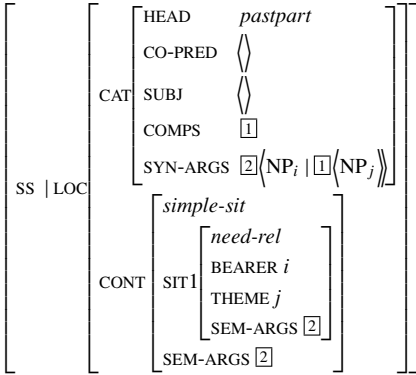 HEAD pastpart
CO-PRED ⟨⟩
SUBJ ⟨⟩
CAT
COMPS [1]
SYN-ARGS [2]⟨NPi | [1]⟨NPj⟩⟩
SS | LOC
simple-sit
need-rel
BEARER i
CONT SIT1
THEME j
SEM-ARGS [2]
SEM-ARGS [2]